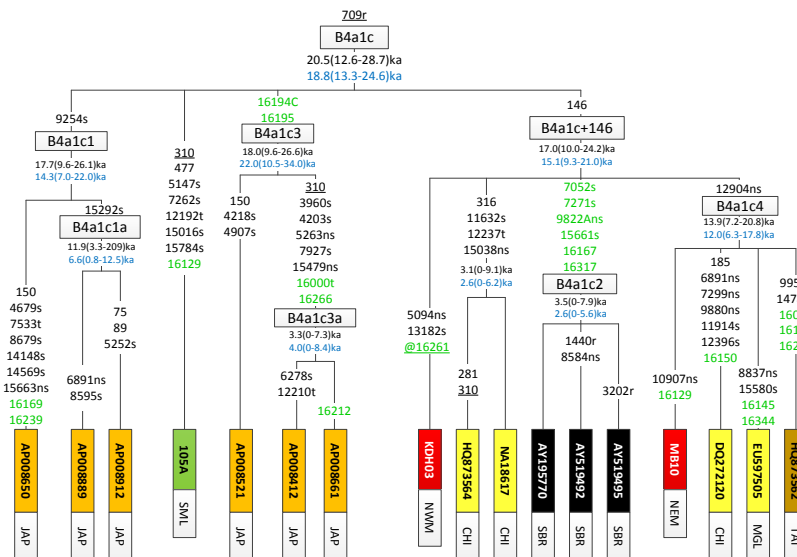 709r
B4a1c
20.5(12.6-28.7)ka
18.8(13.3-24.6)ka
9254s
B4a1c1
17.7(9.6-26.1)ka
14.3(7.0-22.0)ka
150
4679s
7533t
8679s
14148s
14569s
15663ns
16169
16239
AP008650
JAP
15292s
B4a1c1a
11.9(3.3-209)ka
6.6(0.8-12.5)ka
6891ns
8595s
AP008889
JAP
75
89
5252s
AP008912
JAP
310
477
5147s
7262s
12192t
15016s
15784s
16129
105A
SML
16194C
16195
B4a1c3
18.0(9.6-26.6)ka
22.0(10.5-34.0)ka
150
4218s
4907s
AP008521
JAP
310
3960s
4203s
5263ns
7927s
15479ns
16000t
16266
B4a1c3a
3.3(0-7.3)ka
4.0(0-8.4)ka
6278s
12210t
AP008412
JAP
16212
AP008661
JAP
146
B4a1c+146
17.0(10.0-24.2)ka
15.1(9.3-21.0)ka
5094ns
13182s
@16261
KDH03
NWM
316
11632s
12237t
15038ns
3.1(0-9.1)ka
2.6(0-6.2)ka
281
310
HQ873564
CHI
NA18617
CHI
7052s
7271s
9822Ans
15661s
16167
16317
B4a1c2
3.5(0-7.9)ka
2.6(0-5.6)ka
AY195770
SBR
1440r
8584ns
AY519492
SBR
3202r
AY519495
SBR
12904ns
B4a1c4
13.9(7.2-20.8)ka
12.0(6.3-17.8)ka
10907ns
16129
MB10
NEM
185
6891ns
7299ns
9880ns
11914s
12396s
16150
DQ272120
CHI
8837ns
15580s
16145
16344
EU597505
MGL
995
147
160
161
162
HQ873562